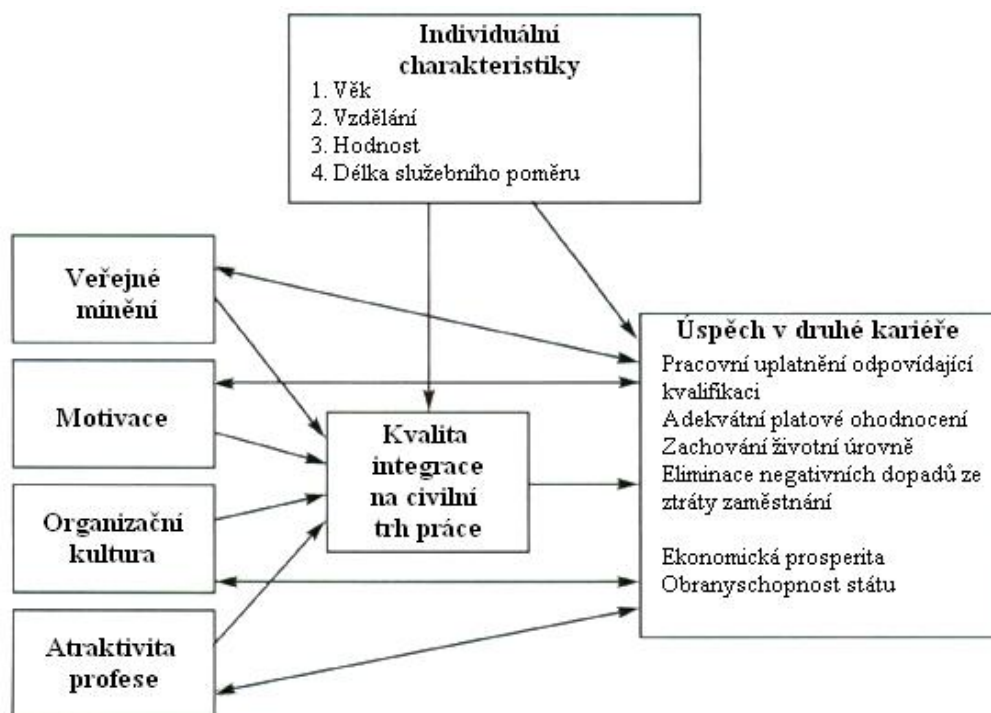 Individuální
charakteristiky
1. Věk
2. Vzdělání
3. Hodnost
4. Délka služebního poměru
Veřejné
mínění
Motivace
Organizační
kultura
Atraktivita
profese
Kvalita
integrace
na civilní
trh práce
Úspěch v druhé kariéře
Pracovní uplatnění odpovídající
kvalifikaci
Adekvátní platové ohodnocení
Zachování životní úrovně
Eliminace negativních dopadů ze
ztráty zaměstnání
Ekonomická prosperita
Obranyschopnost státu